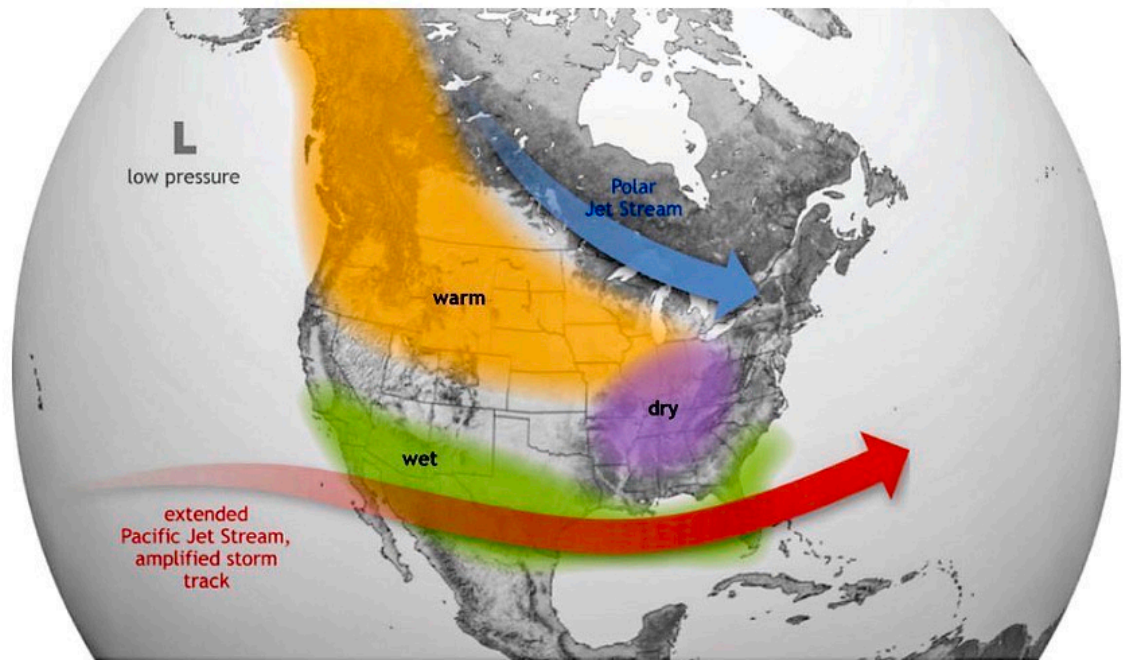 L
low pressure
Polar
Jet Stream
warm
dry
wet
extended
Pacific Jet Stream,
amplified storm
track